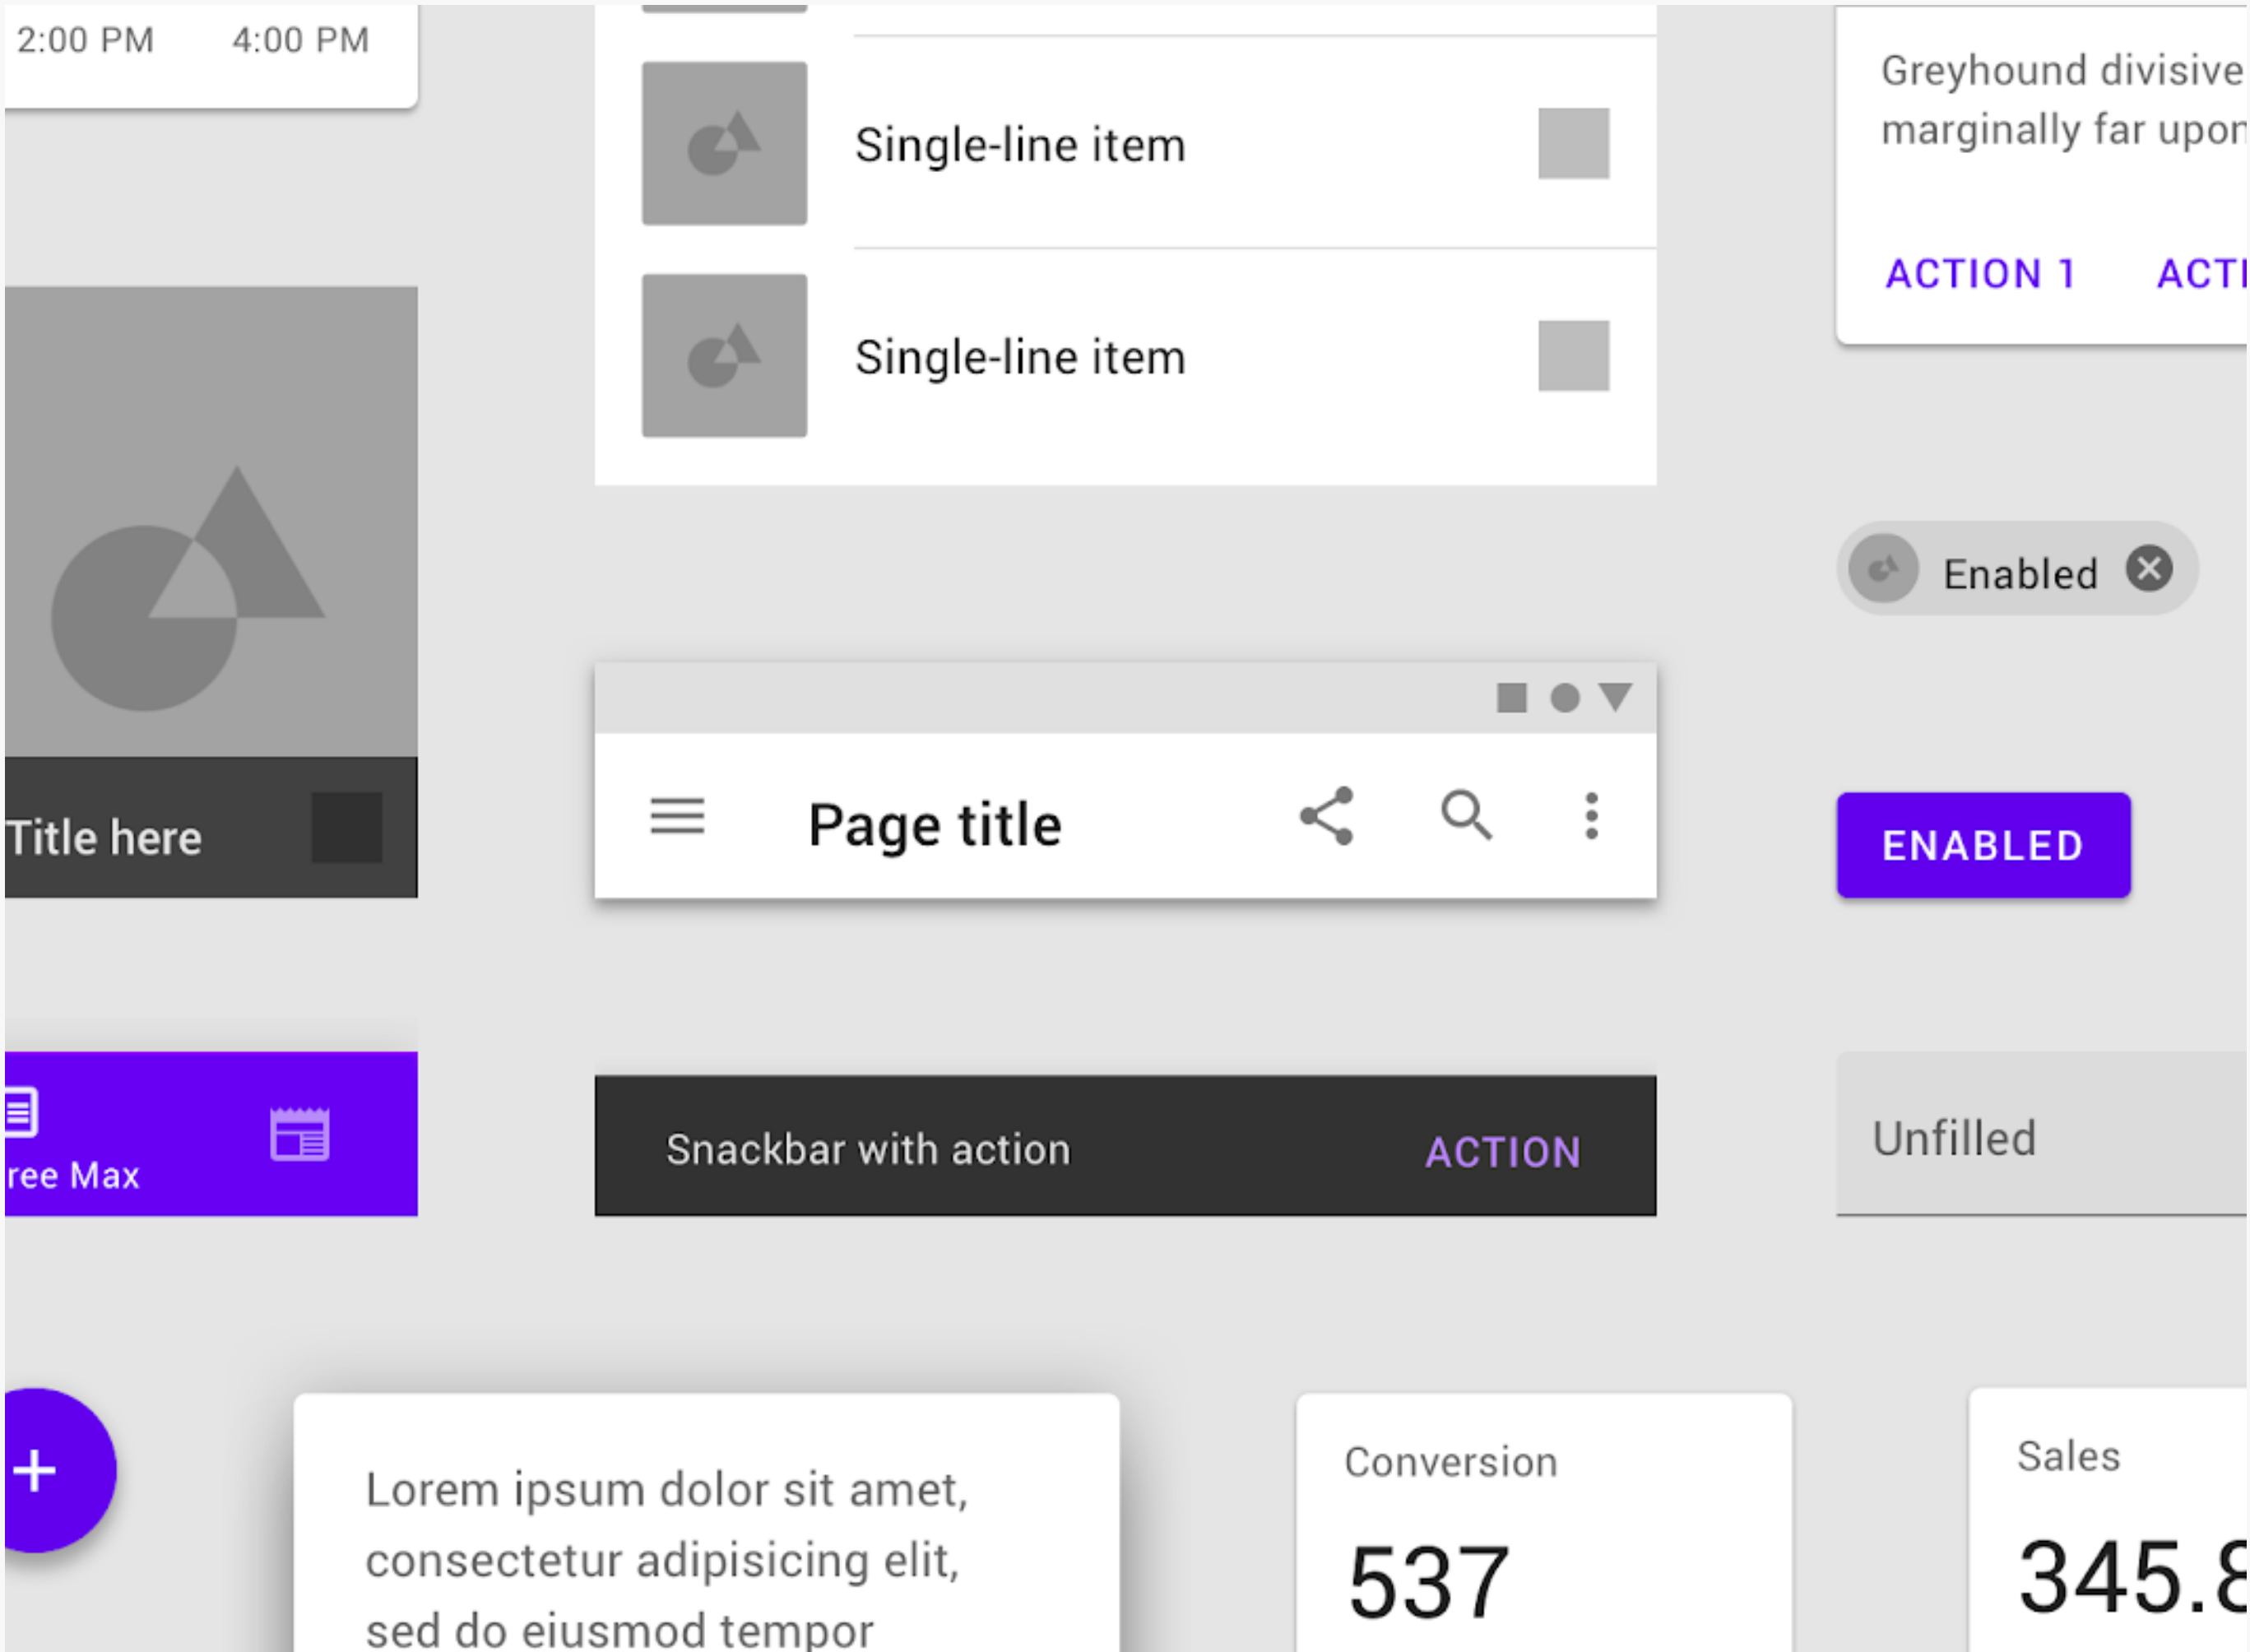 2:00 PM 4:00 PM
Single-line item
Single-line item
Greyhound divisive
marginally far upon
ACTION 1
Enabled
Title here
Page title
ENABLED
Max
Snackbar with action ACTION
Unfilled
Lorem ipsum dolor sit amet,
consectetur adipisicing elit,
sed do eiusmod tempor
Conversion
537
Sales
345.8